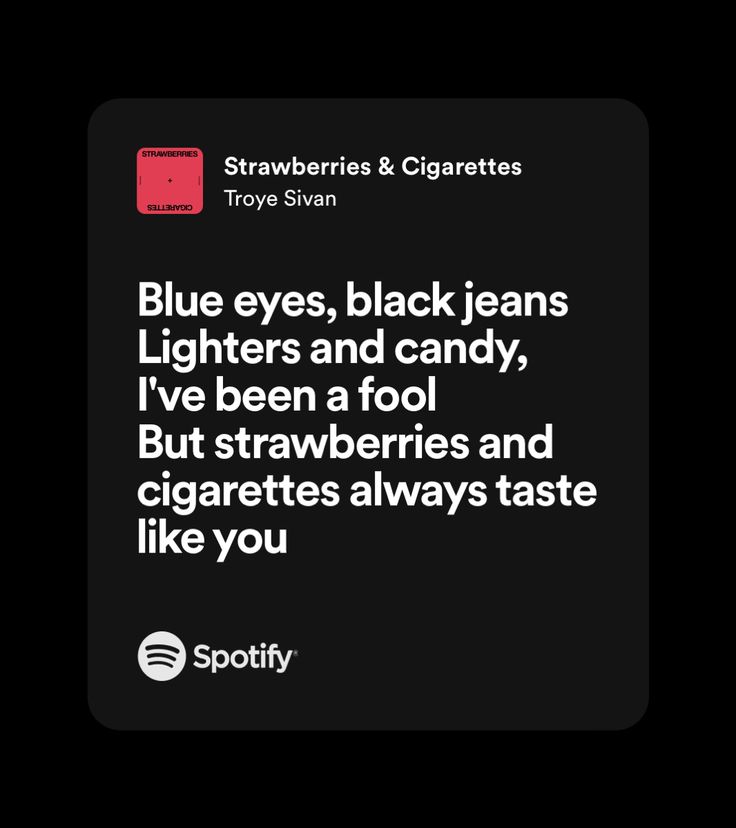 STRAWBERRIES
CIGARETTES
Strawberries & Cigarettes
Troye Sivan
Blue eyes, black jeans
Lighters and candy,
I've been a fool
But strawberries and
cigarettes always taste
like you
Spotify